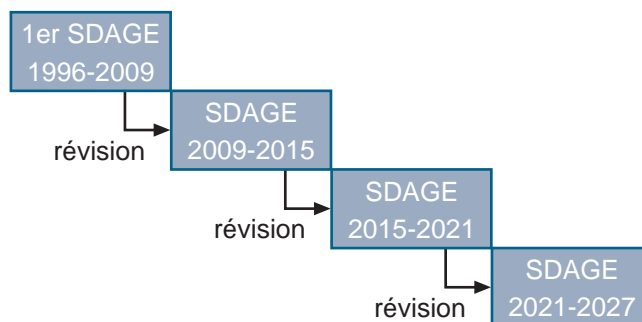 1er SDAGE
1996-2009
révision
SDAGE
2009-2015
révision
SDAGE
2015-2021
révision
SDAGE
2021-2027